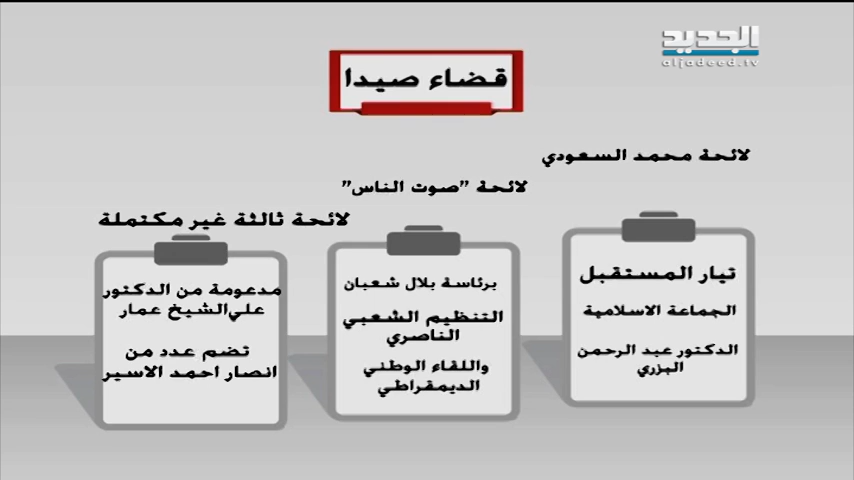 الجديد
aljadeed.tv
قضاء صيدا
لائحة محمد السعودي
تيار المستقبل
الجماعة الاسلامية
الدكتور عبد الرحمن
البزري
لائحة "صوت الناس"
برئاسة بلال شعبان
التنظيم الشعبي
الناصري
واللقاء الوطني
الديمقراطي
لائحة ثالثة غير مكتملة
مدعومة من الدكتور
علي الشيخ عمار
تضم عدد من
انصار احمد الاسير